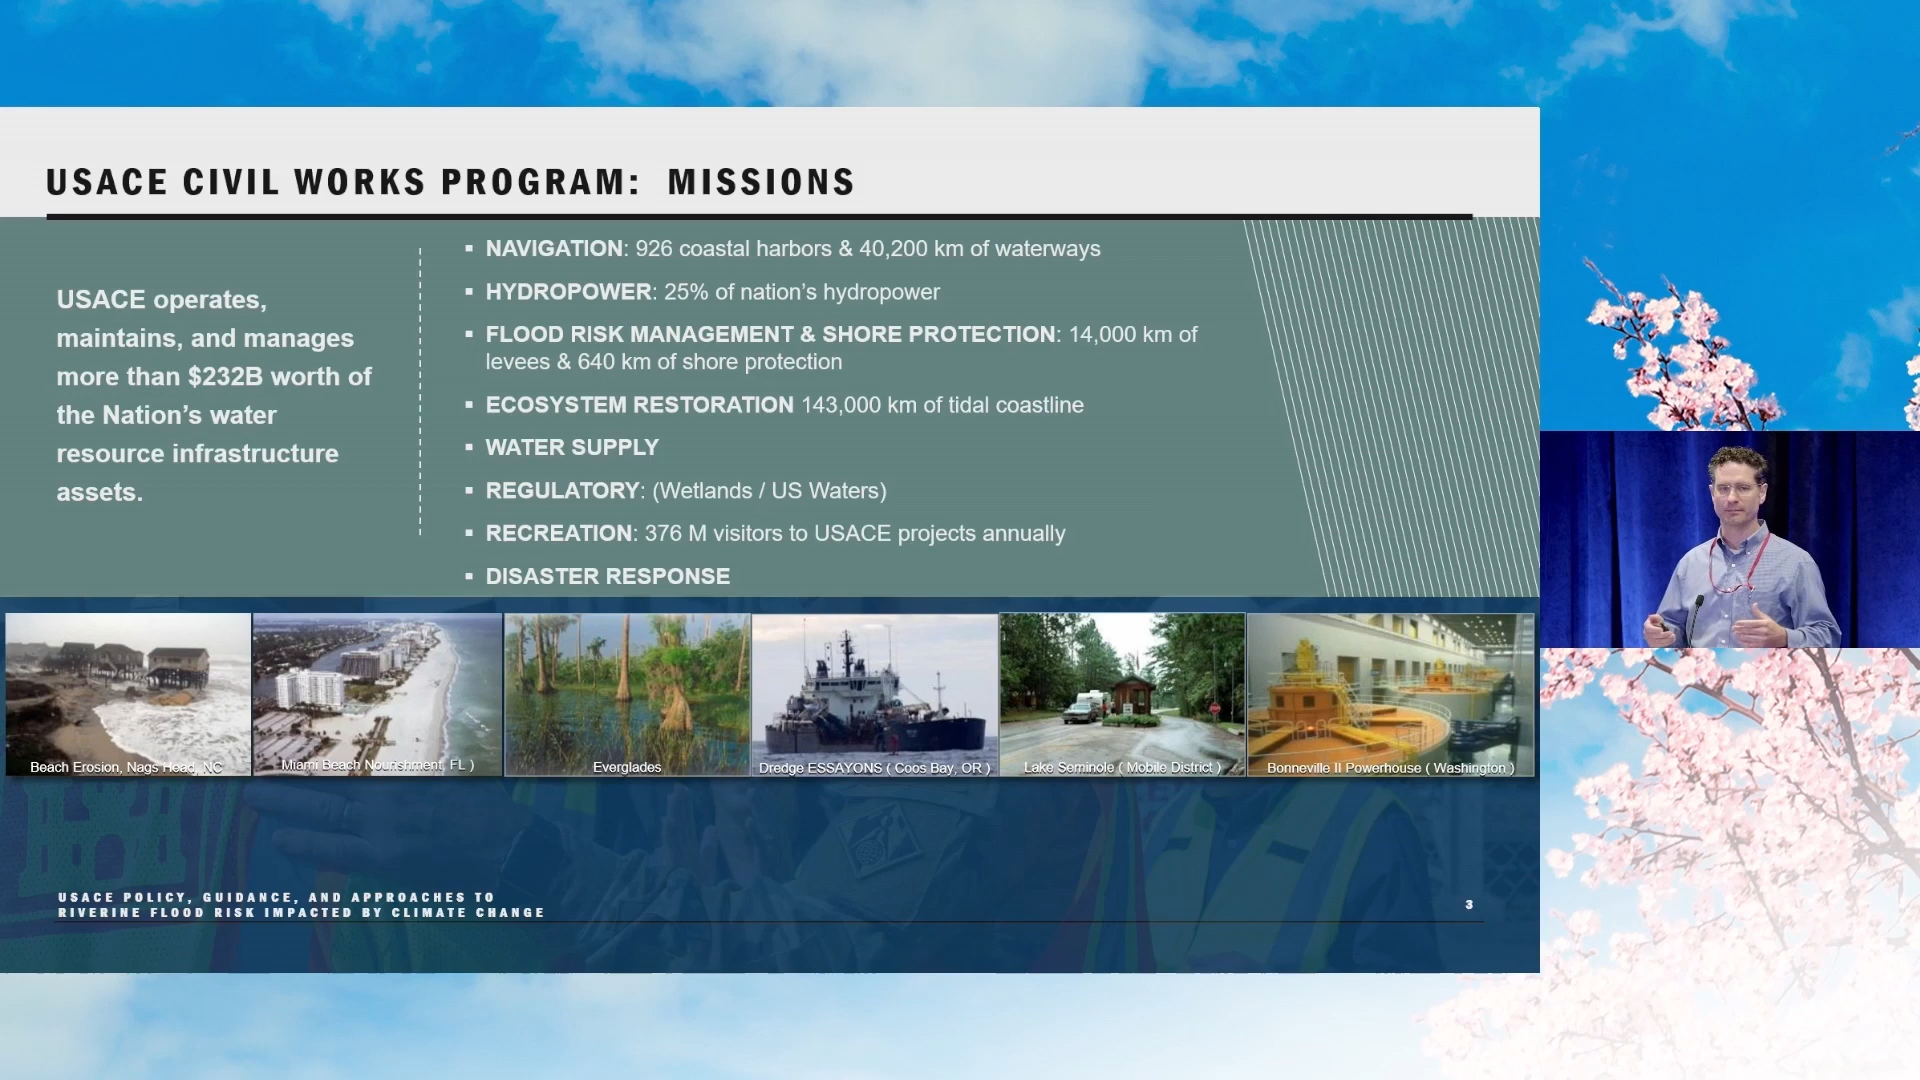 USACE CIVIL WORKS PROGRAM: MISSIONS
USACE operates,
maintains, and manages
more than $232B worth of
the Nation’s water
resource infrastructure
assets.
▪ NAVIGATION: 926 coastal harbors & 40,200 km of waterways
▪ HYDROPOWER: 25% of nation’s hydropower
▪ FLOOD RISK MANAGEMENT & SHORE PROTECTION: 14,000 km of
levees & 640 km of shore protection
▪ ECOSYSTEM RESTORATION 143,000 km of tidal coastline
▪ WATER SUPPLY
▪ REGULATORY: (Wetlands / US Waters)
▪ RECREATION: 376 M visitors to USACE projects annually
▪ DISASTER RESPONSE
Beach Erosion, Nags Head, NC
Miami Beach Nourishment, FL )
Everglades
Dredge ESSAYONS ( Coos Bay, OR )
Lake Seminole ( Mobile District )
Bonneville II Powerhouse ( Washington )
USACE POLICY, GUIDANCE, AND APPROACHES TO
RIVERINE FLOOD RISK IMPACTED BY CLIMATE CHANGE
3